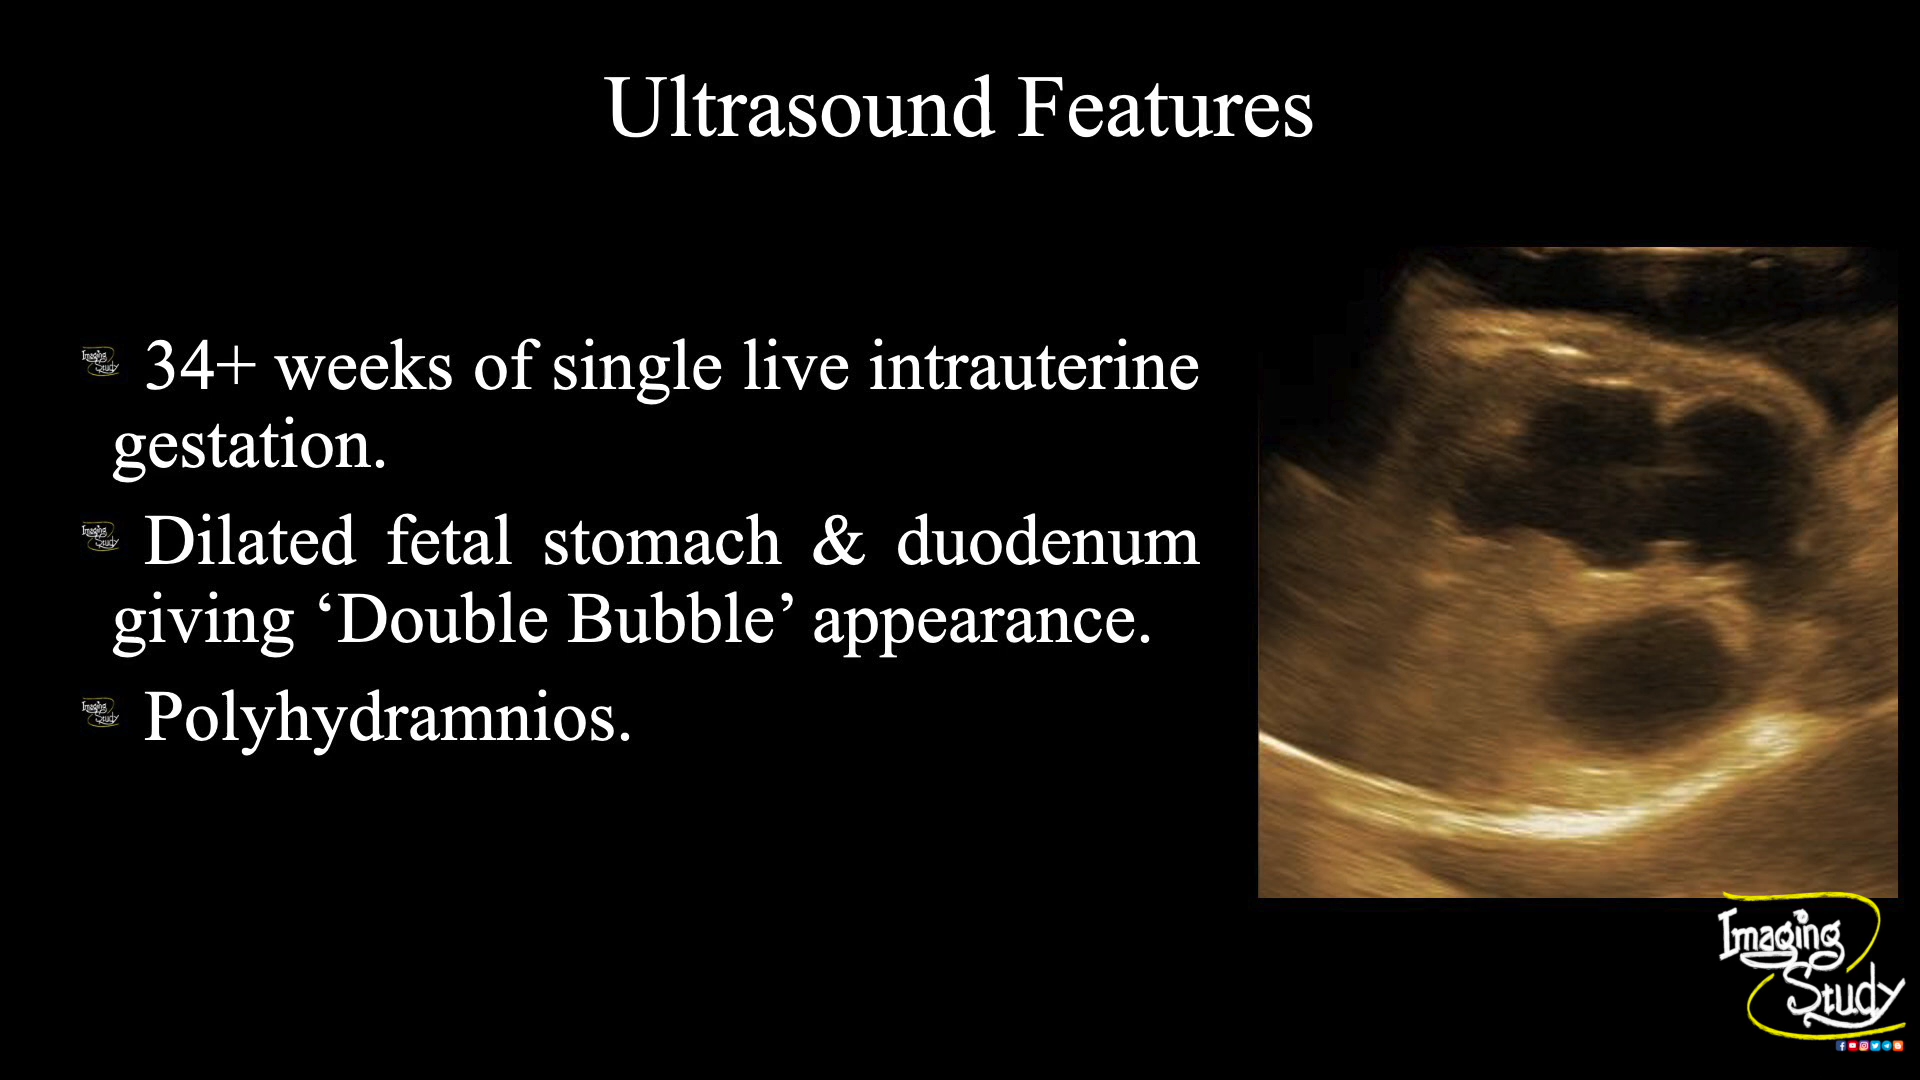 Ultrasound Features
34+ weeks of single live intrauterine
gestation.
Dilated fetal stomach & duodenum
giving ‘Double Bubble’ appearance.
Polyhydramnios.
Imaging
Study